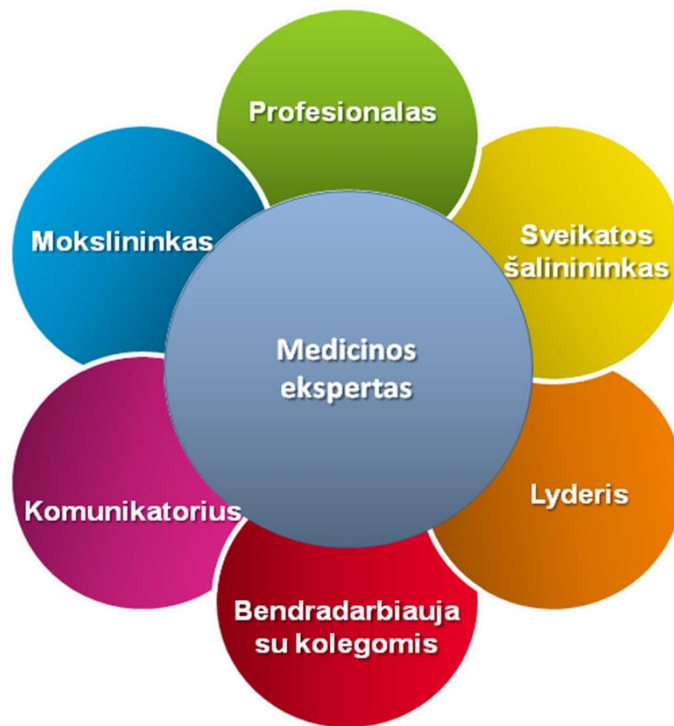 Profesionalas
Sveikatos
šalinininkas
Lyderis
Bendradarbiauja
su kolegomis
Komunikatorius
Mokslininkas
Medicinos
ekspertas